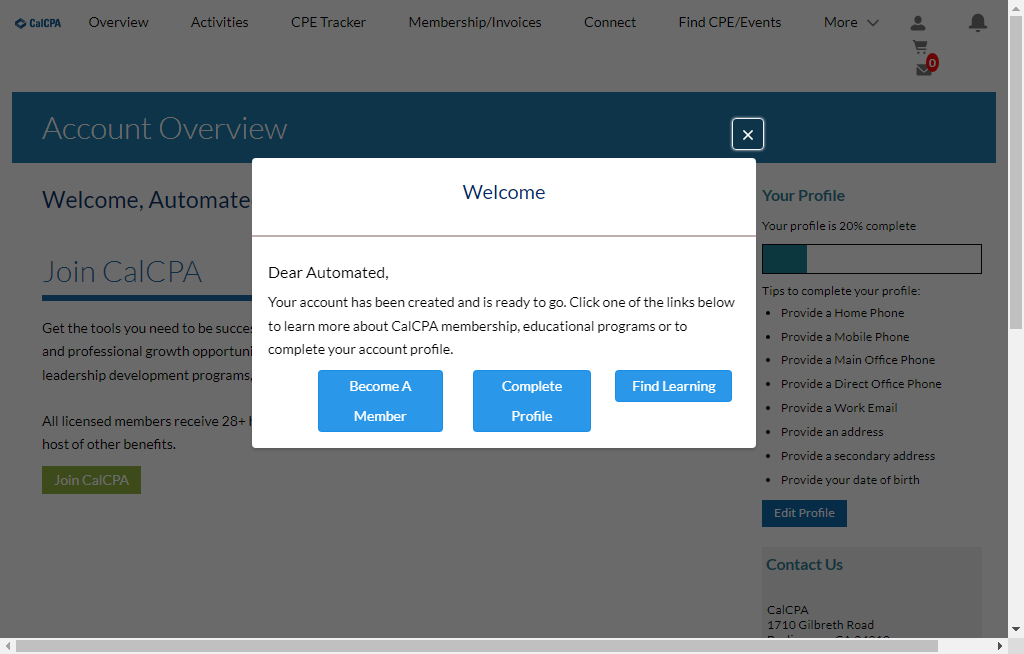 CalCPA Overview Activities CPE Tracker Membership/Invoices Connect Find CPE/Events More
0
Account Overview
Welcome, Automate
Join CalCPA
Get the tools you need to be succes
and professional growth opportuni
leadership development programs,
All licensed members receive 28+ h
host of other benefits.
Join CalCPA
×
Welcome
Dear Automated,
Your account has been created and is ready to go. Click one of the links below
to learn more about CalCPA membership, educational programs or to
complete your account profile.
Become A
Member
Complete
Profile
Find Learning
Your Profile
Your profile is 20% complete
Tips to complete your profile:
• Provide a Home Phone
• Provide a Mobile Phone
• Provide a Main Office Phone
• Provide a Direct Office Phone
• Provide a Work Email
• Provide an address
• Provide a secondary address
• Provide your date of birth
Edit Profile
Contact Us
CalCPA
1710 Gilbreth Road